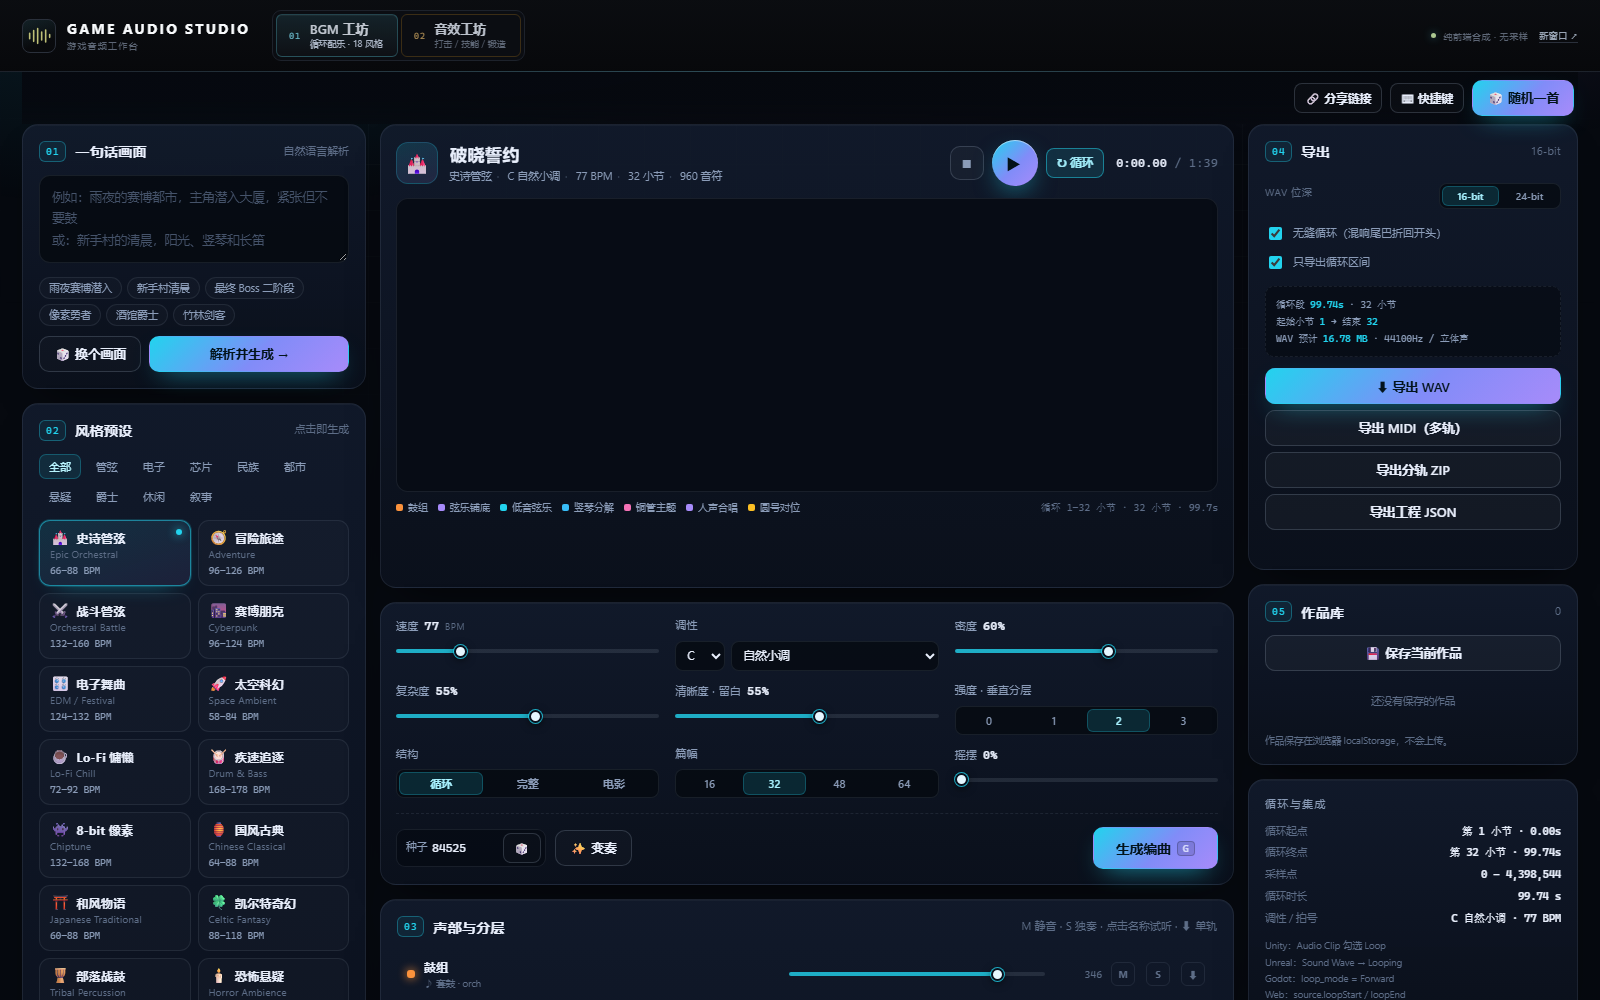 GAME AUDIO STUDIO
游戏音频工作台
01 BGM 工坊
循环配乐 · 18 风格
02 音效工坊
打击 / 技能 / 锻造
纯前端合成 · 无采样 新窗口 ↗
🔗 分享链接
⌨ 快捷键
🎲 随机一首
01 一句话画面 自然语言解析
例如：雨夜的赛博都市，主角潜入大厦，紧张但不要鼓
或：新手村的清晨，阳光、竖琴和长笛
雨夜赛博潜入 新手村清晨 最终 Boss 二阶段
像素勇者 酒馆爵士 竹林剑客
🎲 换个画面 解析并生成 →
02 风格预设 点击即生成
全部 管弦 电子 芯片 民族 都市
悬疑 爵士 休闲 叙事
史诗管弦
Epic Orchestral
66–88 BPM
冒险旅途
Adventure
96–126 BPM
战斗管弦
Orchestral Battle
132–160 BPM
赛博朋克
Cyberpunk
96–124 BPM
电子舞曲
EDM / Festival
124–132 BPM
太空科幻
Space Ambient
58–84 BPM
Lo-Fi 慵懒
Lo-Fi Chill
72–92 BPM
疾速追逐
Drum & Bass
168–178 BPM
8-bit 像素
Chiptune
132–168 BPM
国风古典
Chinese Classical
64–88 BPM
和风物语
Japanese Traditional
60–88 BPM
凯尔特奇幻
Celtic Fantasy
88–118 BPM
部落战鼓
Tribal Percussion
恐怖悬疑
Horror Ambience
破晓誓约
史诗管弦 · C 自然小调 · 77 BPM · 32 小节 · 960 音符
■ ▶ ↻ 循环 0:00.00 / 1:39
鼓组 弦乐铺底 低音弦乐 竖琴分解 铜管主题 人声合唱 圆号对位
循环 1–32 小节 · 32 小节 · 99.7s
速度 77 BPM
调性
C 自然小调
密度 60%
复杂度 55%
清晰度 · 留白 55%
强度 · 垂直分层
0 1 2 3
结构
循环 完整 电影
篇幅
16 32 48 64
摇摆 0%
种子 84525 🎲 ✨ 变奏 生成编曲 G
03 声部与分层 M 静音 · S 独奏 · 点击名称试听 · ⬇ 单轨
鼓组
♪ 套鼓 · orch
346 M S ⬇
04 导出 16-bit
WAV 位深 16-bit 24-bit
无缝循环（混响尾巴折回开头）
只导出循环区间
循环段 99.74s · 32 小节
起始小节 1 → 结束 32
WAV 预计 16.78 MB · 44100Hz / 立体声
⬇ 导出 WAV
导出 MIDI（多轨）
导出分轨 ZIP
导出工程 JSON
05 作品库 0
💾 保存当前作品
还没有保存的作品
作品保存在浏览器 localStorage，不会上传。
循环与集成
循环起点 第 1 小节 · 0.00s
循环终点 第 32 小节 · 99.74s
采样点 0 – 4,398,544
循环时长 99.74 s
调性 / 拍号 C 自然小调 · 77 BPM
Unity：Audio Clip 勾选 Loop
Unreal：Sound Wave → Looping
Godot：loop_mode = Forward
Web：source.loopStart / loopEnd